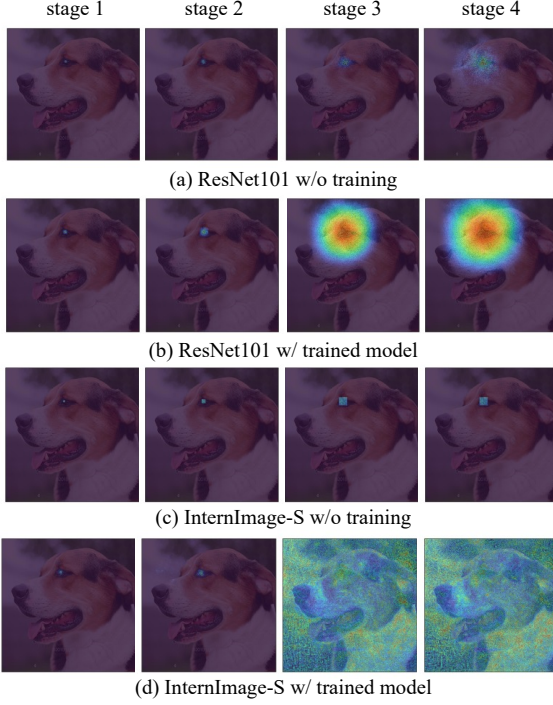 stage 1 stage 2 stage 3 stage 4
(a) ResNet101 w/o training
(b) ResNet101 w/ trained model
(c) InternImage-S w/o training
(d) InternImage-S w/ trained model